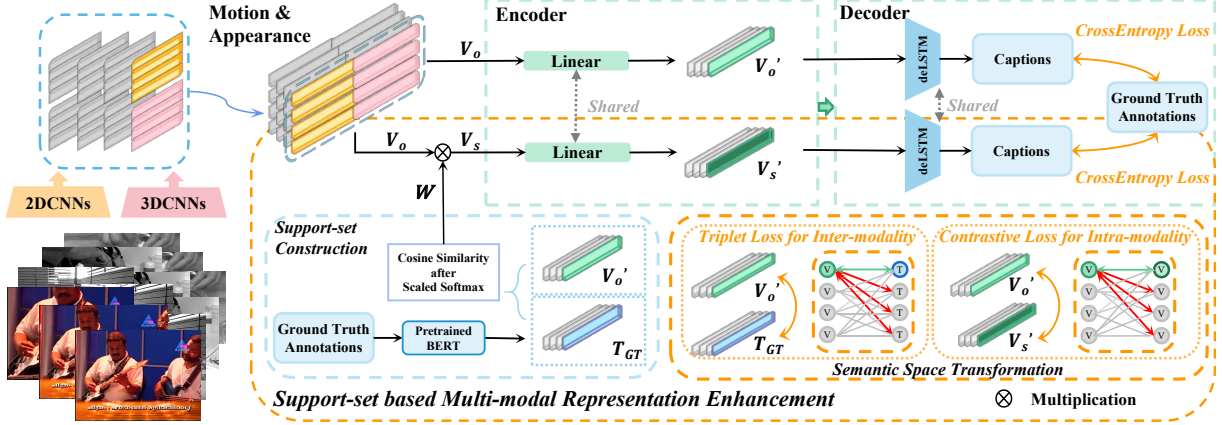 Motion &
Appearance
Encoder
Decoder
V_o
Linear
V_o'
deLSTM
Captions
CrossEntropy Loss
Shared
Shared
Ground Truth
Annotations
V_o
V_s
Linear
V_s'
deLSTM
Captions
CrossEntropy Loss
W
2DCNNs
3DCNNs
Support-set
Construction
Cosine Similarity
after
Scaled Softmax
V_o'
Ground Truth
Annotations
Pretrained
BERT
T_GT
Triplet Loss for Inter-modality
V_o'
T_GT
V T
V T
V T
V T
Contrastive Loss for Intra-modality
V_o'
V_s'
V V
V V
V V
V V
Semantic Space Transformation
Support-set based Multi-modal Representation Enhancement
Multiplication